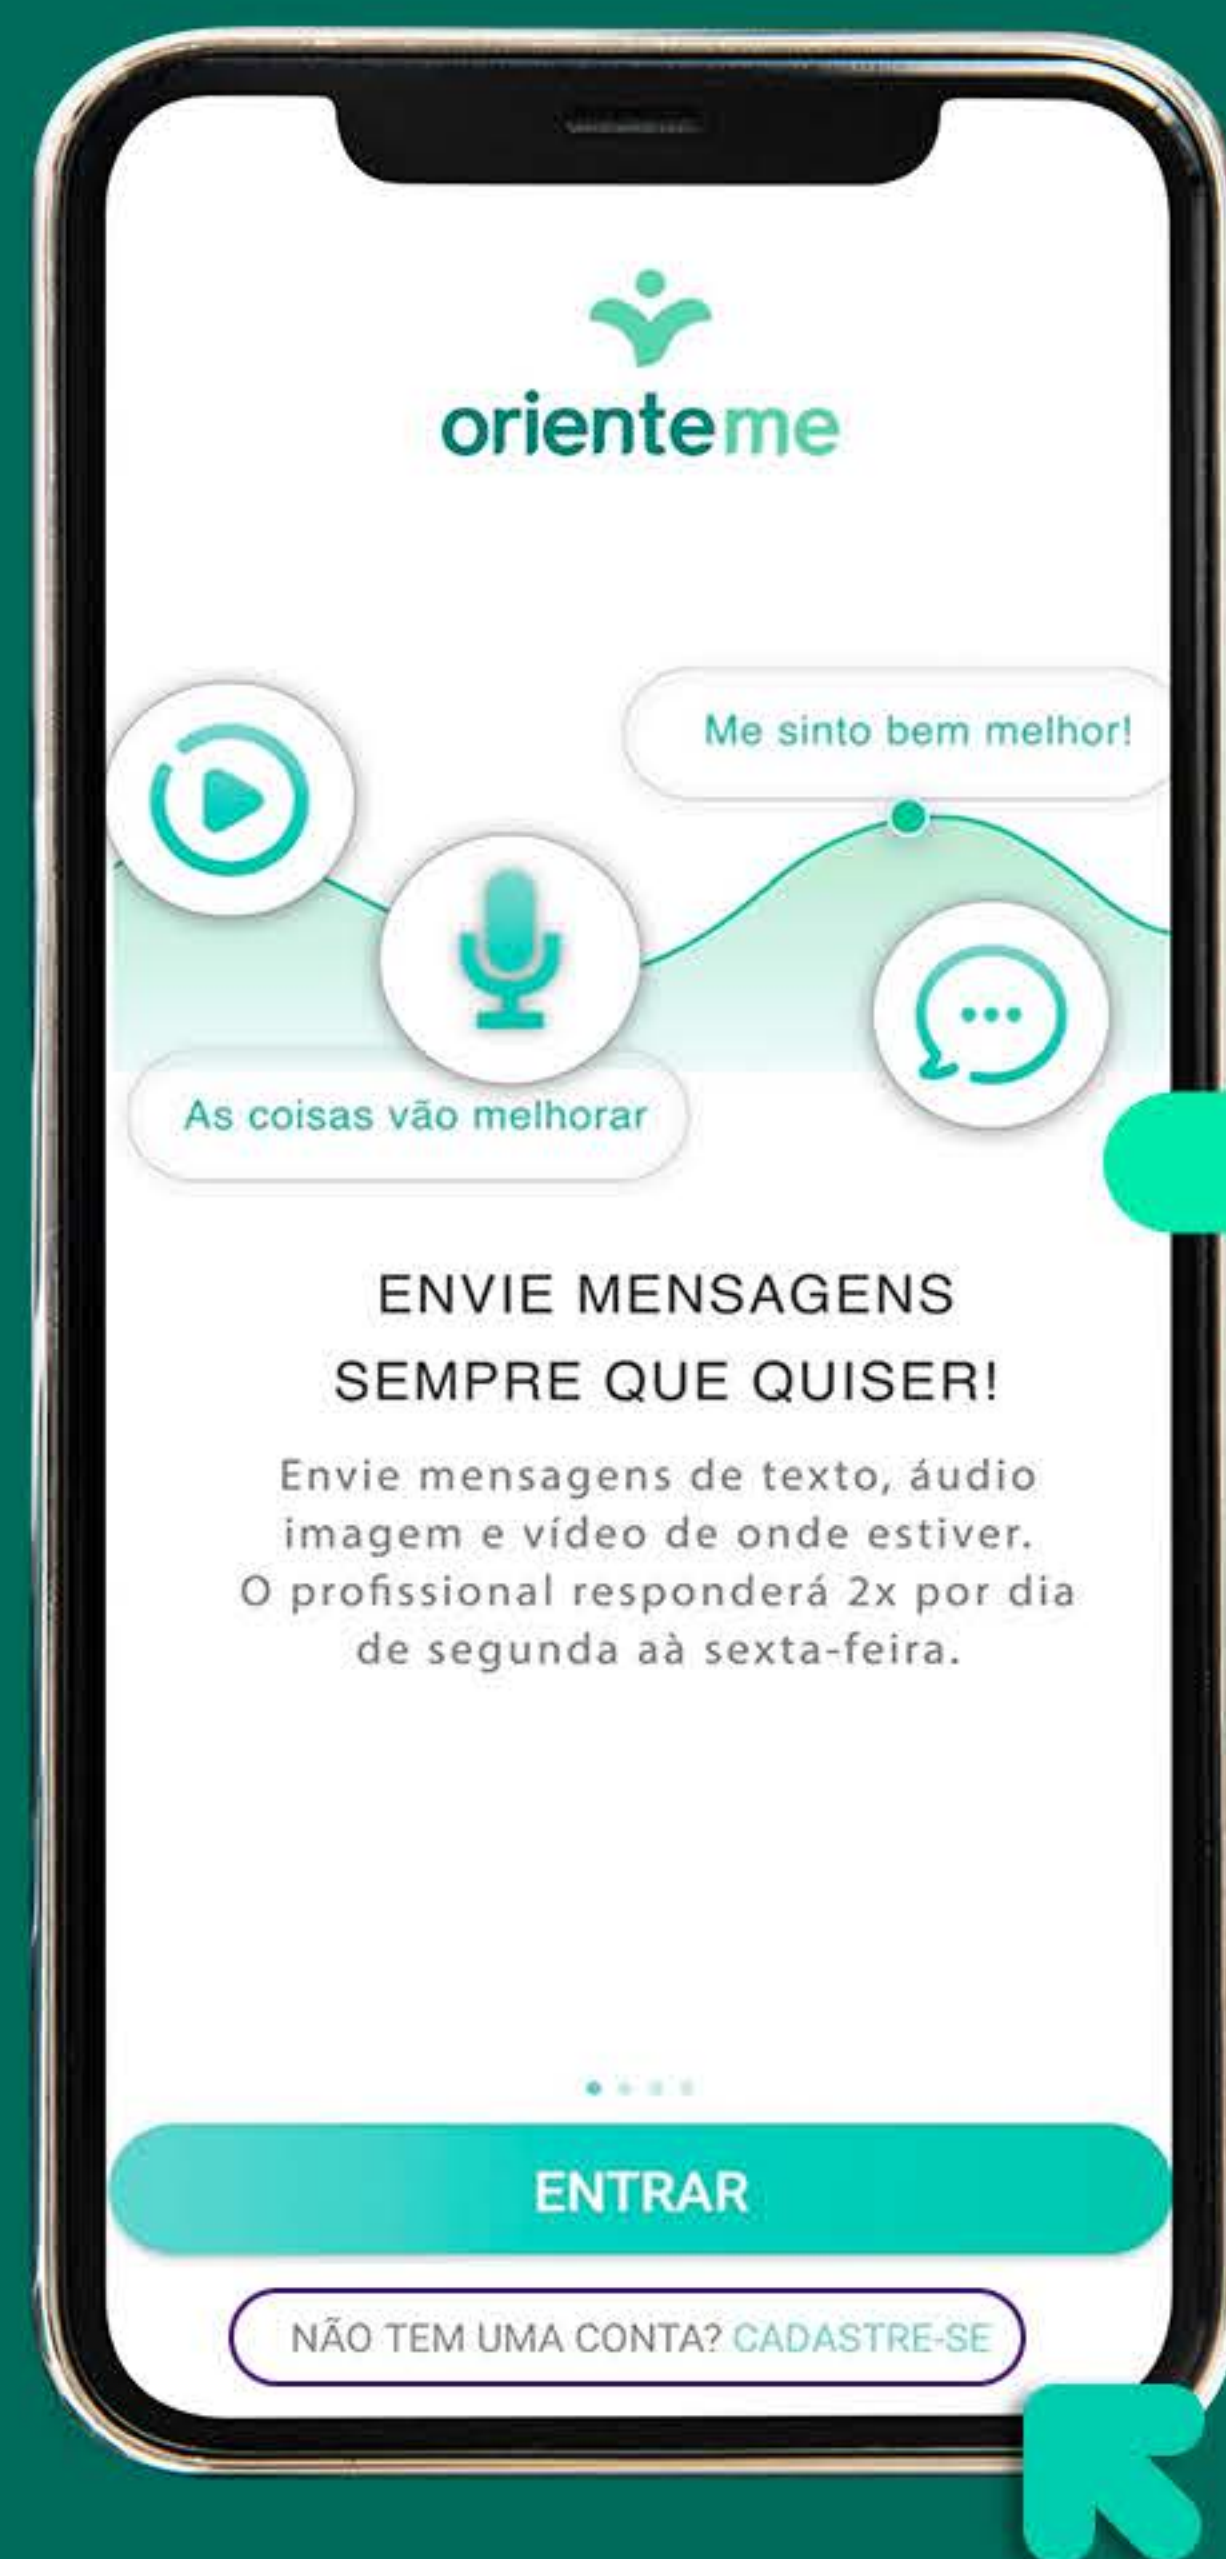 orienteme
Me sinto bem melhor!
As coisas vão melhorar
ENVIE MENSAGENS
SEMPRE QUE QUISER!
Envie mensagens de texto, áudio
imagem e vídeo de onde estiver.
O profissional responderá 2x por dia
de segunda aà sexta-feira.
ENTRAR
NÃO TEM UMA CONTA? CADASTRE-SE